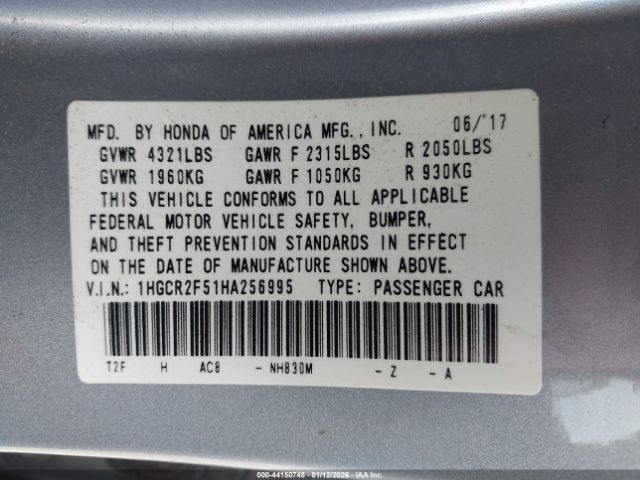 MFD. BY HONDA OF AMERICA MFG., INC. 06/'17
GVWR 4321LBS GAWR F 2315LBS R 2050LBS
GVWR 1960KG GAWR F 1050KG R 930KG
THIS VEHICLE CONFORMS TO ALL APPLICABLE
FEDERAL MOTOR VEHICLE SAFETY, BUMPER,
AND THEFT PREVENTION STANDARDS IN EFFECT
ON THE DATE OF MANUFACTURE SHOWN ABOVE.
V.I.N.: 1HGCR2F51HA256995 TYPE: PASSENGER CAR
T2F H AC8 - NH830M - Z - A
000-44150748 - 01/12/2026 - IAAI Inc.